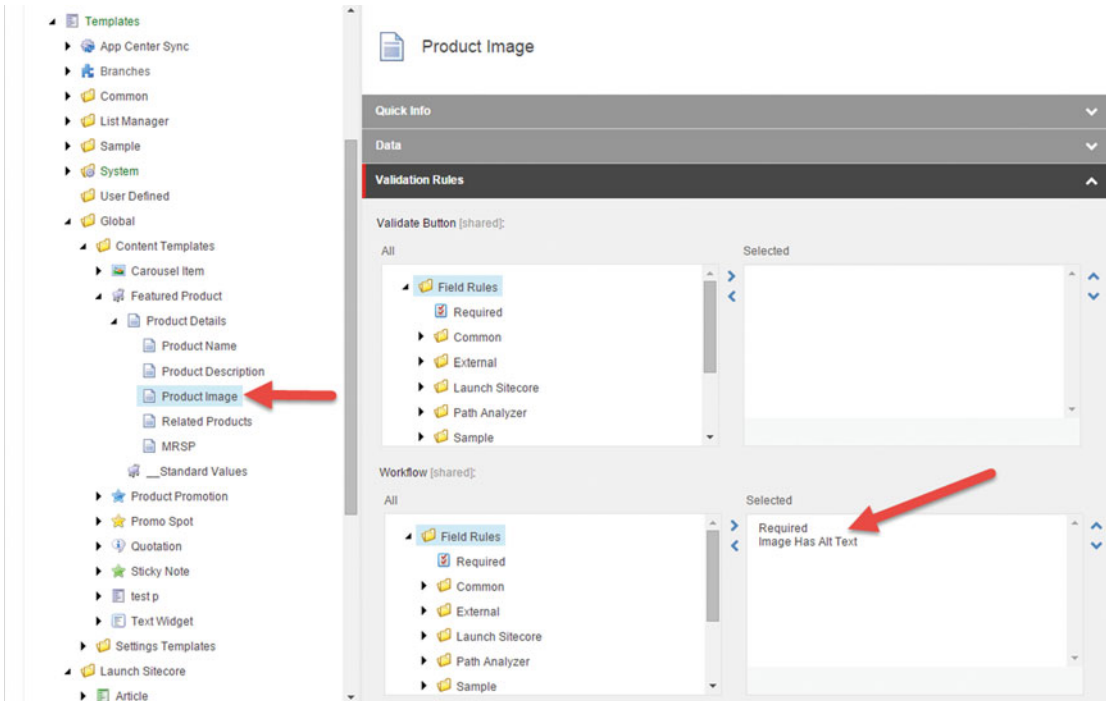 Templates
App Center Sync
Branches
Common
List Manager
Sample
System
User Defined
Global
Content Templates
Carousel Item
Featured Product
Product Details
Product Name
Product Description
Product Image
Related Products
MRSP
__Standard Values
Product Promotion
Promo Spot
Quotation
Sticky Note
test p
Text Widget
Settings Templates
Launch Sitecore
Article
Product Image
Quick Info
Data
Validation Rules
Validate Button [shared]:
All
Selected
Field Rules
Required
Common
External
Launch Sitecore
Path Analyzer
Sample
Workflow [shared]:
All
Selected
Field Rules
Required
Common
External
Launch Sitecore
Path Analyzer
Sample
Required
Image Has Alt Text